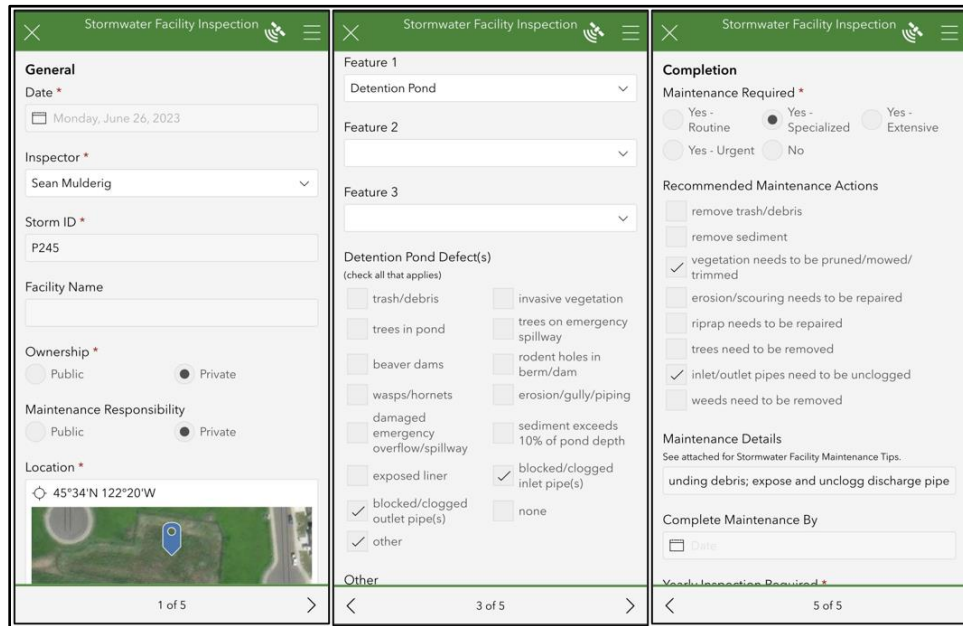 Stormwater Facility Inspection
General
Date *
Monday, June 26, 2023
Inspector *
Sean Mulderig
Storm ID *
P245
Facility Name
Ownership *
Public Private
Maintenance Responsibility
Public Private
Location *
45°34'N 122°20'W
1 of 5
Stormwater Facility Inspection
Feature 1
Detention Pond
Feature 2
Feature 3
Detention Pond Defect(s)
(check all that applies)
trash/debris invasive vegetation
trees in pond trees on emergency
spillway
beaver dams rodent holes in
berm/dam
wasps/hornets erosion/gully/piping
damaged
emergency
overflow/spillway
sediment exceeds
10% of pond depth
exposed liner blocked/clogged
inlet pipe(s)
blocked/clogged
outlet pipe(s)
none
other
Other
3 of 5
Stormwater Facility Inspection
Completion
Maintenance Required *
Yes -
Routine
Yes -
Specialized
Yes -
Extensive
Yes - Urgent No
Recommended Maintenance Actions
remove trash/debris
remove sediment
vegetation needs to be pruned/mowed/
trimmed
erosion/scouring needs to be repaired
riprap needs to be repaired
trees need to be removed
inlet/outlet pipes need to be unclogged
weeds need to be removed
Maintenance Details
See attached for Stormwater Facility Maintenance Tips.
unding debris; expose and unclogg discharge pipe
Complete Maintenance By
Date
Yearly Inspection Required *
5 of 5